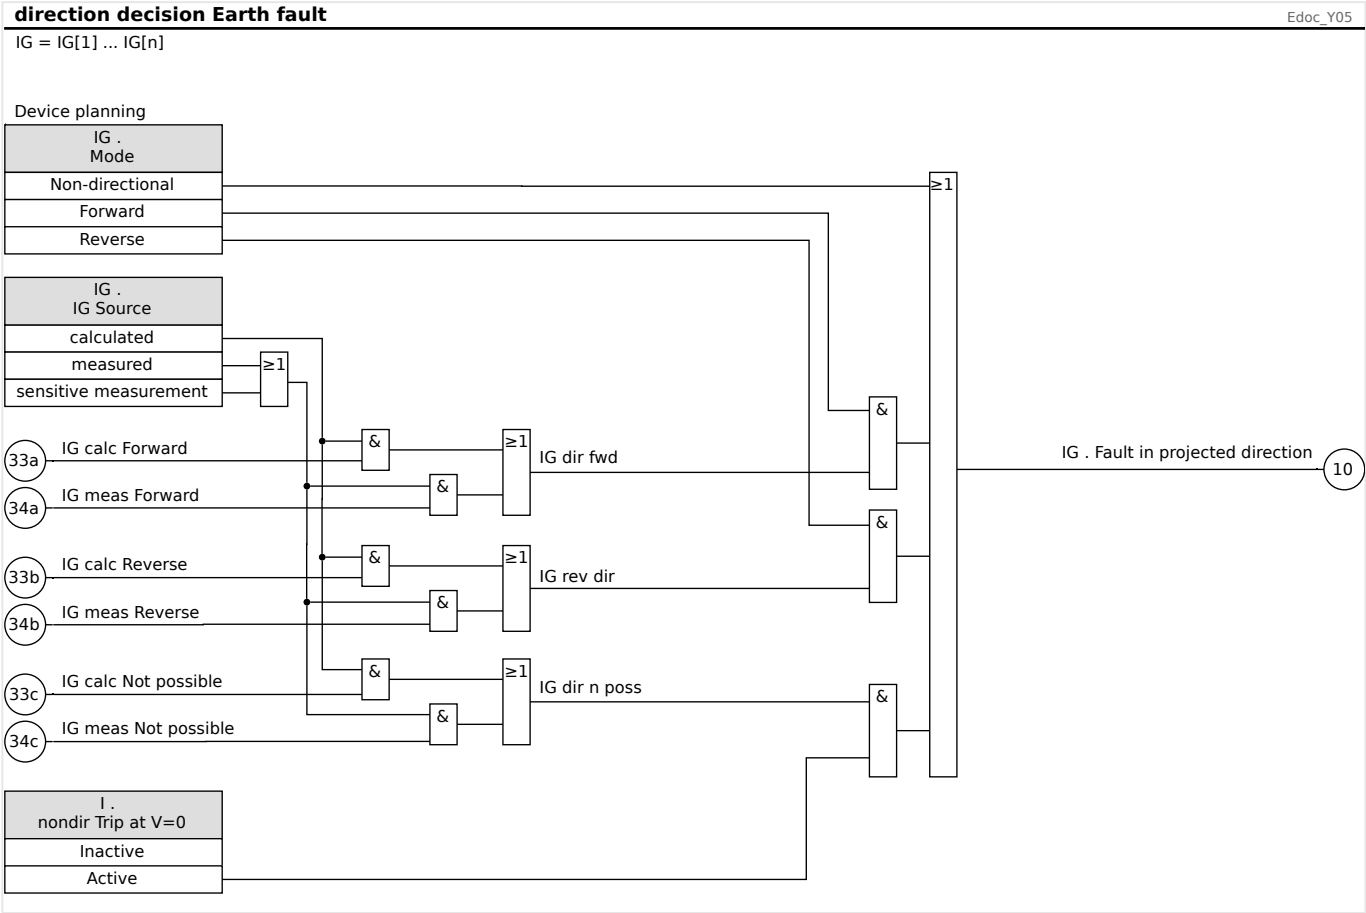 direction decision Earth fault
Edoc_Y05
IG = IG[1] ... IG[n]
Device planning
IG .
Mode
Non-directional
≥1
Forward
Reverse
IG .
IG Source
calculated
measured
≥1
sensitive measurement
&
IG calc Forward
&
≥1
IG dir fwd
IG . Fault in projected direction
33a
10
IG meas Forward
&
34a
&
IG calc Reverse
&
≥1
IG rev dir
33b
IG meas Reverse
&
34b
IG calc Not possible
&
≥1
IG dir n poss
&
33c
IG meas Not possible
&
34c
I .
nondir Trip at V=0
Inactive
Active